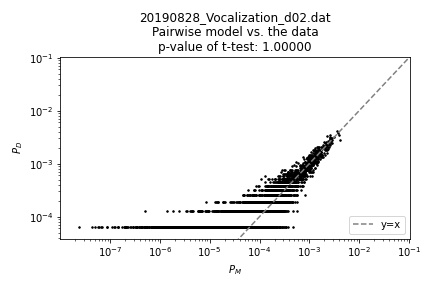 20190828_Vocalization_d02.dat
Pairwise model vs. the data
p-value of t-test: 1.00000
10⁻¹
10⁻²
10⁻³
10⁻⁴
P_D
y=x
10⁻⁷ 10⁻⁶ 10⁻⁵ 10⁻⁴ 10⁻³ 10⁻² 10⁻¹
P_M